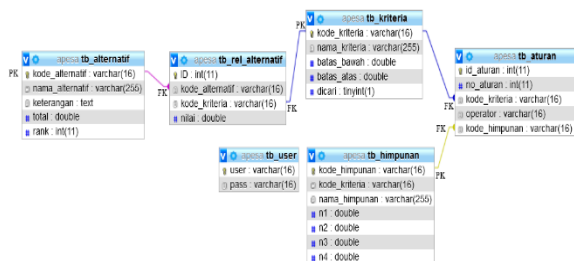 apesa tb_alternatif
kode_alternatif : varchar(16)
nama_alternatif : varchar(255)
keterangan : text
total : double
rank : int(11)
PK
FK
apesa tb_rel_alternatif
ID : int(11)
kode_alternatif : varchar(16)
kode_kriteria : varchar(16)
nilai : double
FK
PK
apesa tb_kriteria
kode_kriteria : varchar(16)
nama_kriteria : varchar(255)
batas_bawah : double
batas_atas : double
dicari : tinyint(1)
apesa tb_aturan
id_aturan : int(11)
no_aturan : int(11)
kode_kriteria : varchar(16)
operator : varchar(16)
kode_himpunan : varchar(16)
FK
FK
apesa tb_user
user : varchar(16)
pass : varchar(16)
apesa tb_himpunan
kode_himpunan : varchar(16)
kode_kriteria : varchar(16)
nama_himpunan : varchar(255)
n1 : double
n2 : double
n3 : double
n4 : double
PK